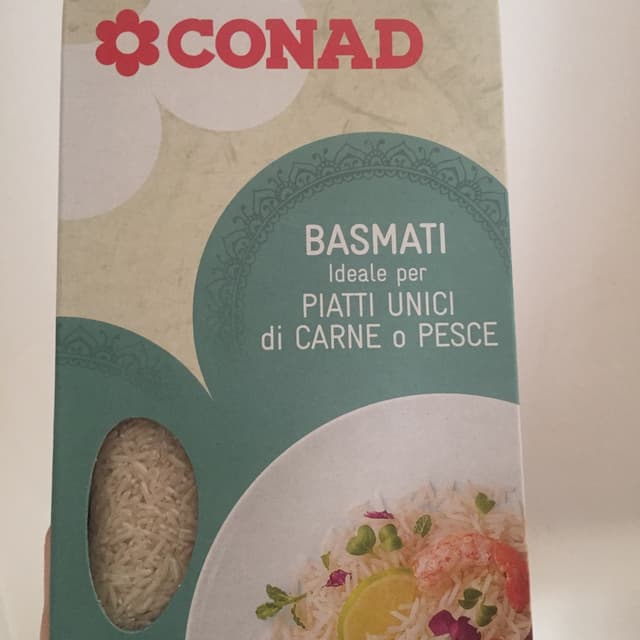 CONAD
BASMATI
Ideale per
PIATTI UNICI
di CARNE o PESCE